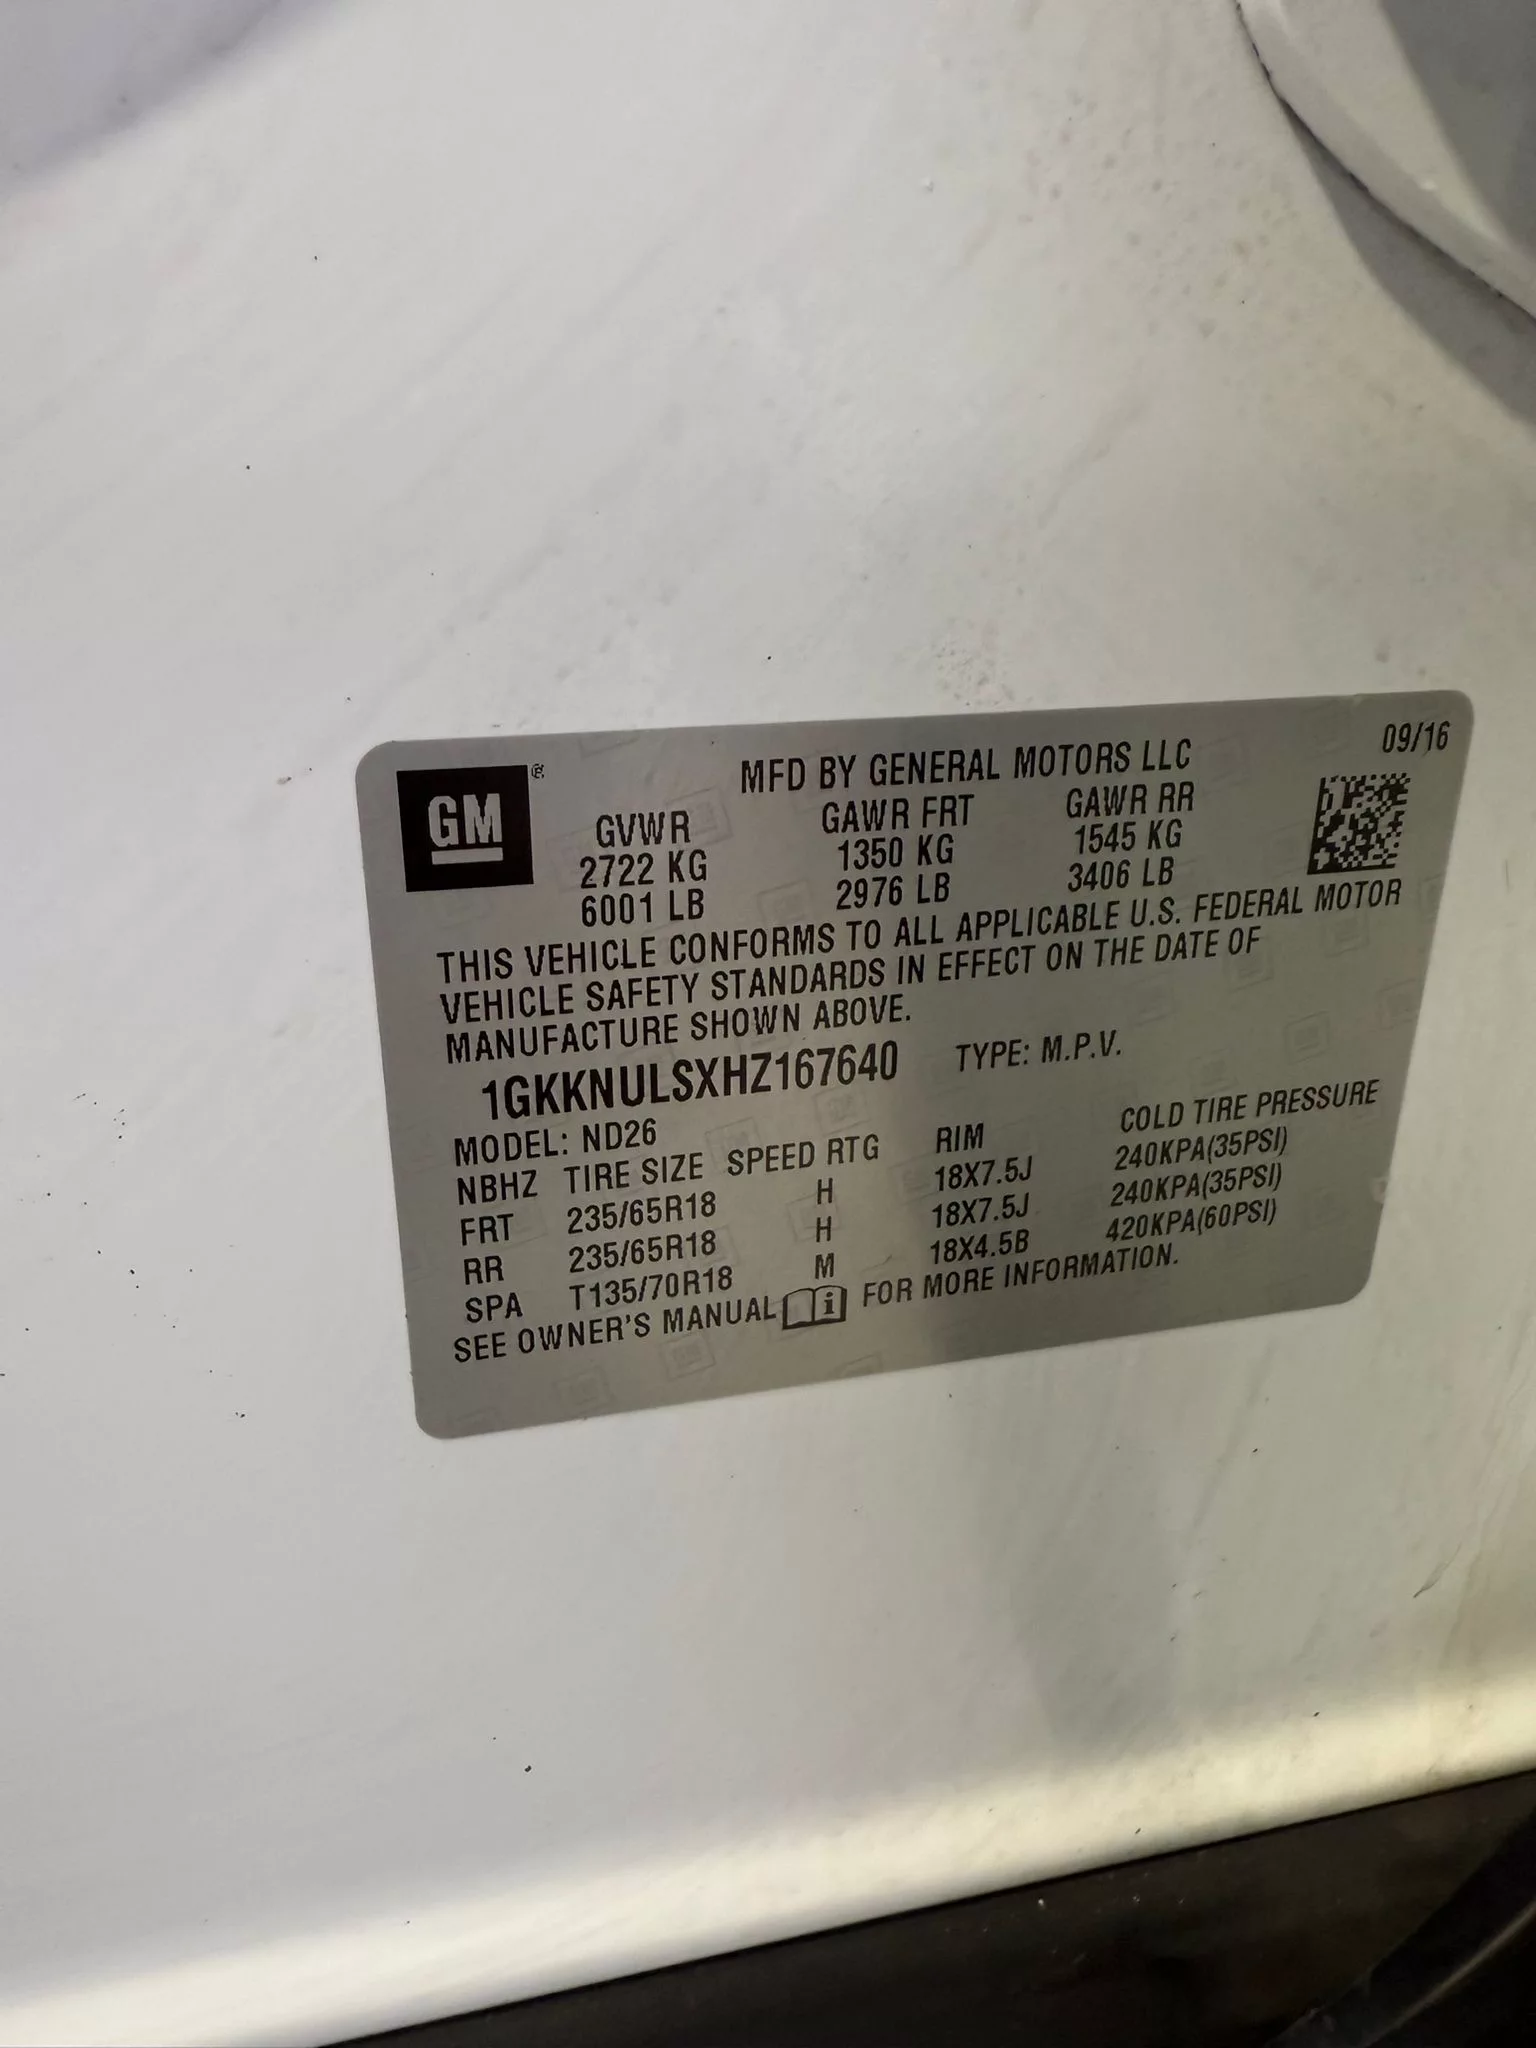 GM
MFD BY GENERAL MOTORS LLC 09/16
GVWR GAWR FRT GAWR RR
2722 KG 1350 KG 1545 KG
6001 LB 2976 LB 3406 LB
THIS VEHICLE CONFORMS TO ALL APPLICABLE U.S. FEDERAL MOTOR
VEHICLE SAFETY STANDARDS IN EFFECT ON THE DATE OF
MANUFACTURE SHOWN ABOVE.
1GKKNULSXHZ167640 TYPE: M.P.V.
MODEL: ND26
NBHZ TIRE SIZE SPEED RTG RIM COLD TIRE PRESSURE
FRT 235/65R18 H 18X7.5J 240KPA(35PSI)
RR 235/65R18 H 18X7.5J 240KPA(35PSI)
SPA T135/70R18 M 18X4.5B 420KPA(60PSI)
SEE OWNER'S MANUAL FOR MORE INFORMATION.